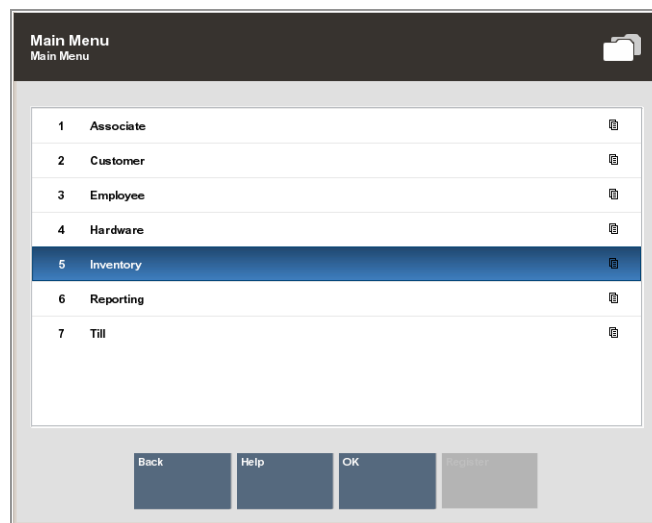 Main Menu
Main Menu
1 Associate
2 Customer
3 Employee
4 Hardware
5 Inventory
6 Reporting
7 Till
Back Help OK Register